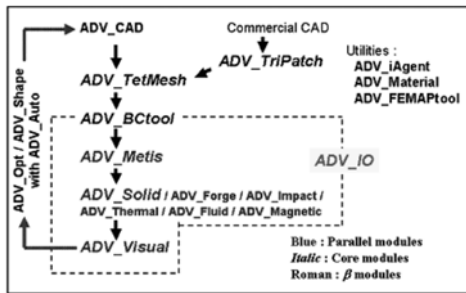 ADV_CAD
Commercial CAD
ADV_TriPatch
ADV_TetMesh
Utilities :
ADV_iAgent
ADV_Material
ADV_FEMAPtool
ADV_BCtool
ADV_Metis
ADV_IO
ADV_Solid / ADV_Forge / ADV_Impact /
ADV_Thermal / ADV_Fluid / ADV_Magnetic
ADV_Visual
ADV_Opt / ADV_Shape
with ADV_Auto
Blue : Parallel modules
Italic : Core modules
Roman : β modules